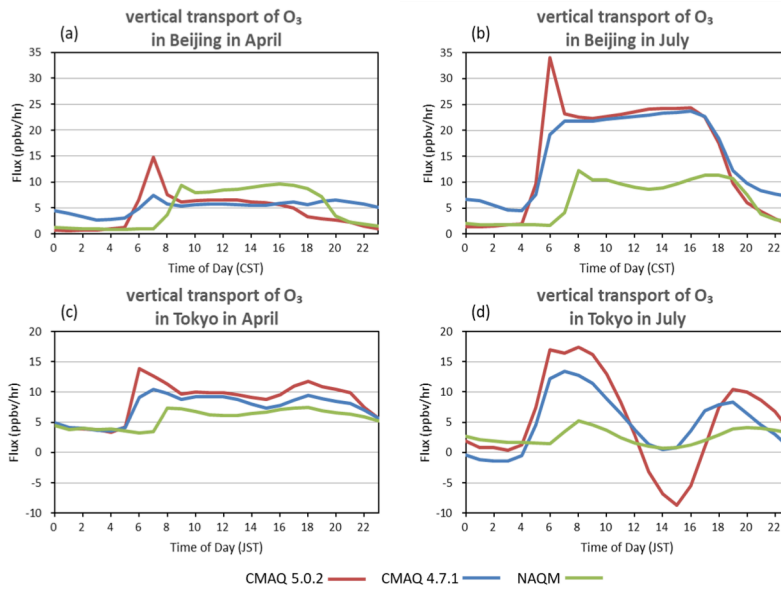 vertical transport of O₃
(a)
in Beijing in April
35
30
25
20
15
10
5
0
Flux (ppbv/hr)
0 2 4 6 8 10 12 14 16 18 20 22
Time of Day (CST)
vertical transport of O₃
(b)
in Beijing in July
35
30
25
20
15
10
5
0
Flux (ppbv/hr)
0 2 4 6 8 10 12 14 16 18 20 22
Time of Day (CST)
vertical transport of O₃
(c)
in Tokyo in April
20
15
10
5
0
-5
-10
Flux (ppbv/hr)
0 2 4 6 8 10 12 14 16 18 20 22
Time of Day (JST)
vertical transport of O₃
(d)
in Tokyo in July
20
15
10
5
0
-5
-10
Flux (ppbv/hr)
0 2 4 6 8 10 12 14 16 18 20 22
Time of Day (JST)
CMAQ 5.0.2 CMAQ 4.7.1 NAQM